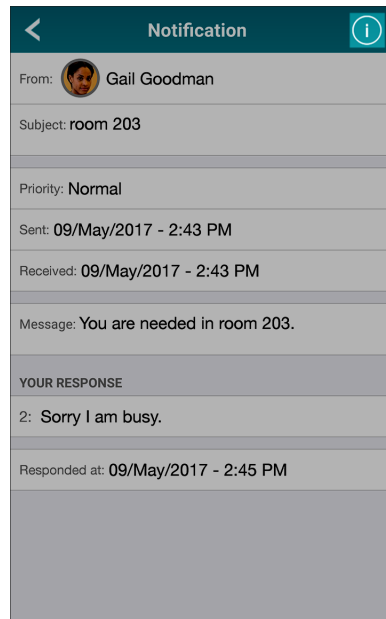 Notification
From: Gail Goodman
Subject: room 203
Priority: Normal
Sent: 09/May/2017 - 2:43 PM
Received: 09/May/2017 - 2:43 PM
Message: You are needed in room 203.
YOUR RESPONSE
2: Sorry I am busy.
Responded at: 09/May/2017 - 2:45 PM